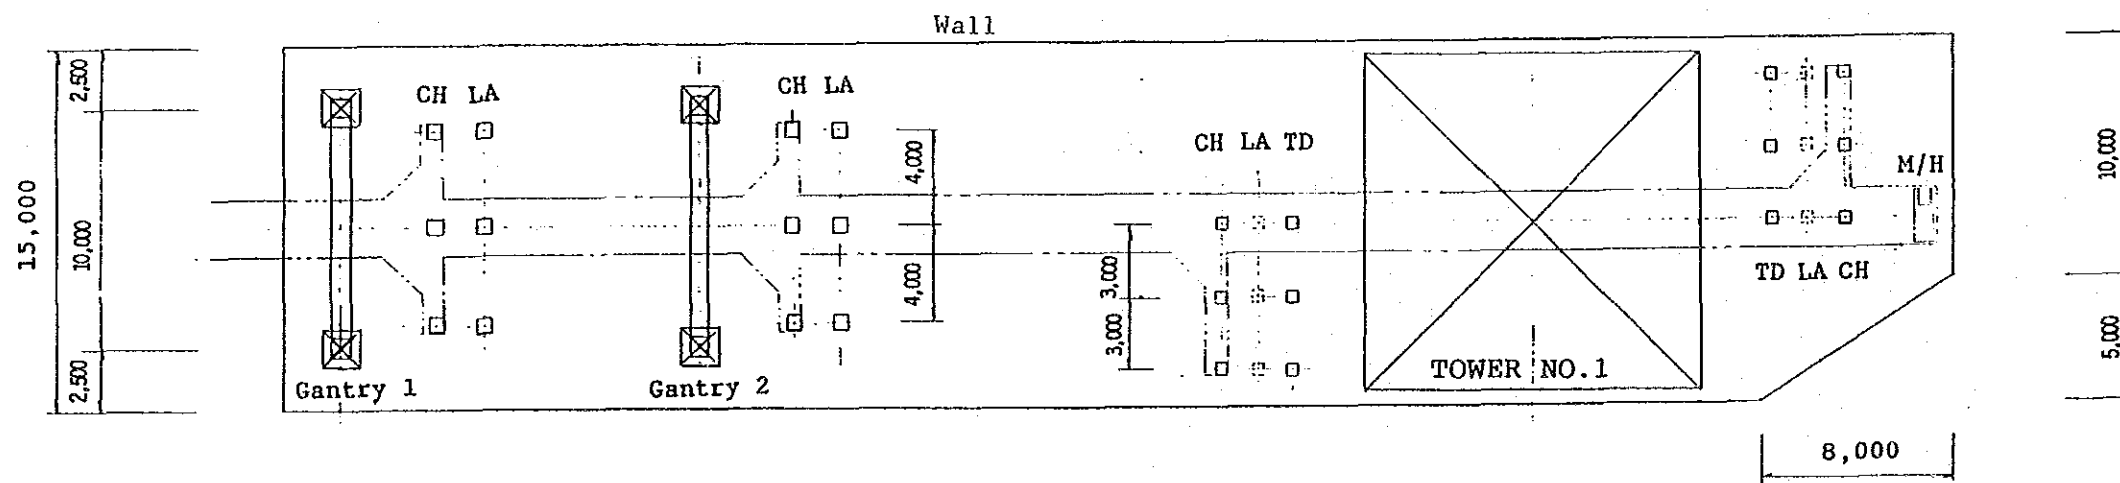 Wall
2,500
10,000
2,500
15,000
CH LA
CH LA
4,000
4,000
CH LA TD
3,000
3,000
M/H
TD LA CH
10,000
5,000
Gantry 1
Gantry 2
TOWER NO.1
8,000